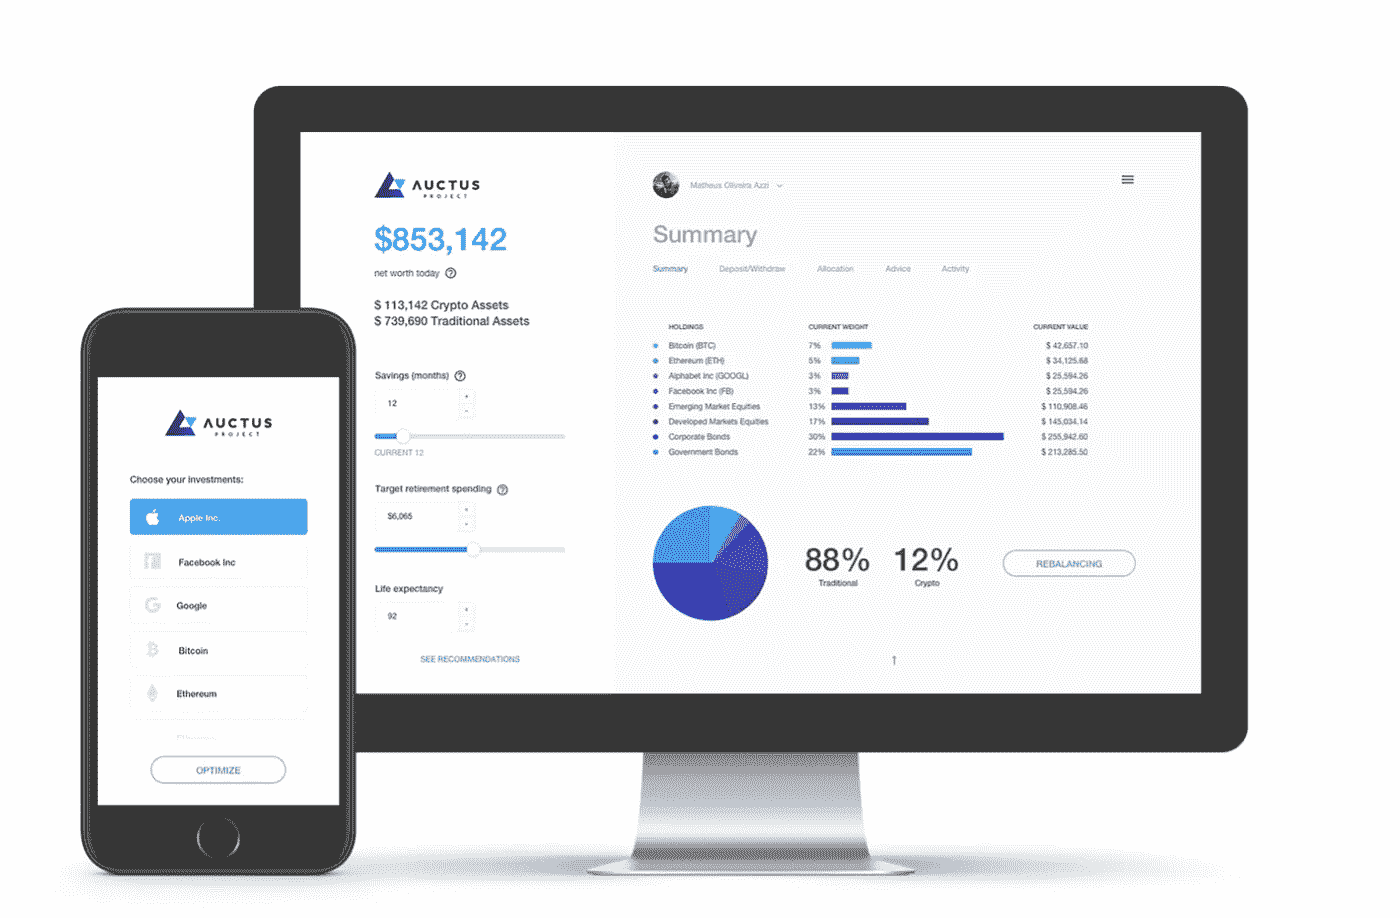 AUCTUS
PROJECT
$853,142
net worth today ?
$ 113,142 Crypto Assets
$ 739,690 Traditional Assets
Savings (months) ?
12
+
-
CURRENT 12
Target retirement spending ?
$6,065
+
-
Life expectancy
92
+
-
SEE RECOMMENDATIONS
Matheus Oliveira Azzi
Summary
Summary Deposit/Withdraw Allocation Advice Activity
HOLDINGS CURRENT WEIGHT CURRENT VALUE
Bitcoin (BTC) 7% $ 42,657.10
Ethereum (ETH) 5% $ 34,125.68
Alphabet Inc (GOOGL) 3% $ 25,594.26
Facebook Inc (FB) 3% $ 25,594.26
Emerging Market Equities 13% $ 110,908.46
Developed Markets Equities 17% $ 145,034.14
Corporate Bonds 30% $ 255,942.60
Government Bonds 22% $ 213,285.50
88% 12%
Traditional Crypto
REBALANCING
AUCTUS
PROJECT
Choose your investments:
Apple Inc.
Facebook Inc
Google
Bitcoin
Ethereum
OPTIMIZE